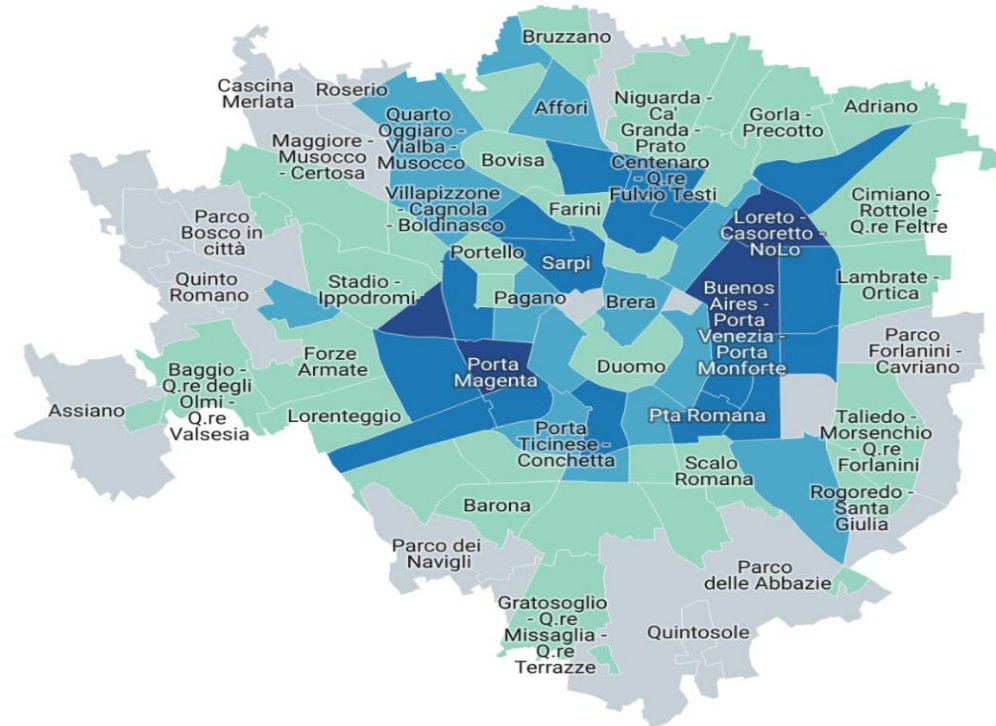 Bruzzano
Cascina
Merlata
Roserio
Quarto
Oggiaro -
Vialba -
Musocco
Affori
Niguarda -
Ca'
Granda -
Prato
Centenaro - Q.re
Fulvio Testi
Gorla -
Precotto
Adriano
Maggiore -
Musocco
- Certosa
Bovisa
Villapizzone
- Cagnola
- Boldinasco
Farini
Cimiano -
Rottole -
Q.re Feltre
Parco
Bosco in
città
Loreto -
Casoretto -
NoLo
Portello
Sarpi
Quinto
Romano
Stadio -
Ippodromi
Pagano
Brera
Buenos
Aires -
Porta
Venezia -
Porta
Monforte
Lambrate -
Ortica
Parco
Forlanini -
Cavriano
Forze
Armate
Porta
Magenta
Duomo
Baggio -
Q.re degli
Olmi -
Q.re
Valsesia
Assiano
Lorenteggio
Porta
Ticinese -
Conchetta
Pta Romana
Taliedo -
Morsenchio
- Q.re
Forlanini
Scalo
Romana
Barona
Rogoredo -
Santa
Giulia
Parco dei
Navigli
Parco
delle Abbazie
Gratosoglio
- Q.re
Missaglia -
Q.re
Terrazze
Quintosole